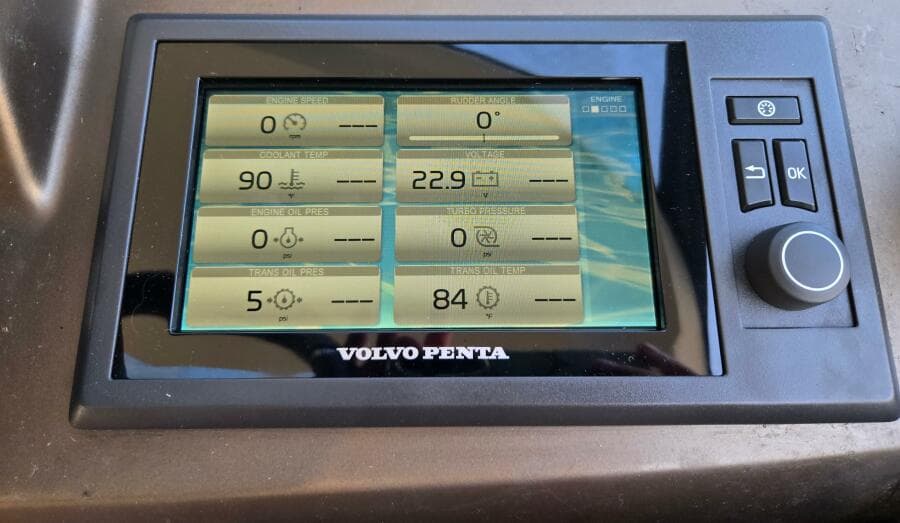 ENGINE SPEED
0 rpm ---
RUDDER ANGLE
0°
ENGINE
COOLANT TEMP
90 °F ---
VOLTAGE
22.9 V ---
ENGINE OIL PRES
0 psi ---
TURBO PRESSURE
0 psi ---
TRANS OIL PRES
5 psi ---
TRANS OIL TEMP
84 °F ---
OK
VOLVO PENTA